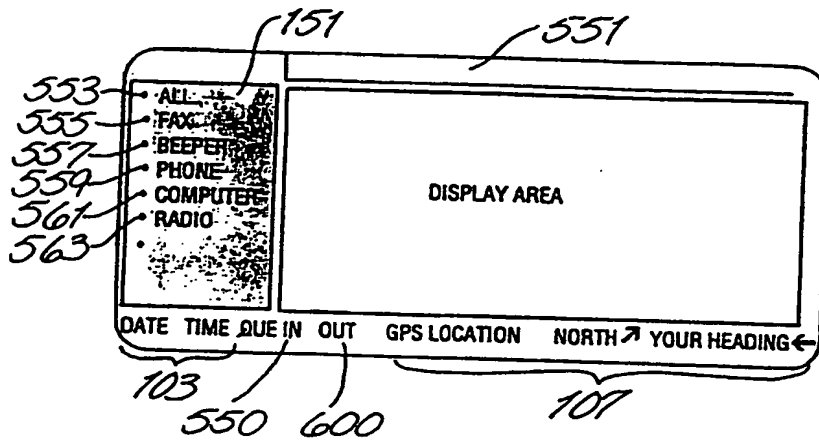 151
551
553 ALL
555 FAX
557 BEEPER
559 PHONE
561 COMPUTER
563 RADIO
DISPLAY AREA
DATE TIME QUE IN OUT GPS LOCATION NORTH ↗ YOUR HEADING ←
103 550 600 107